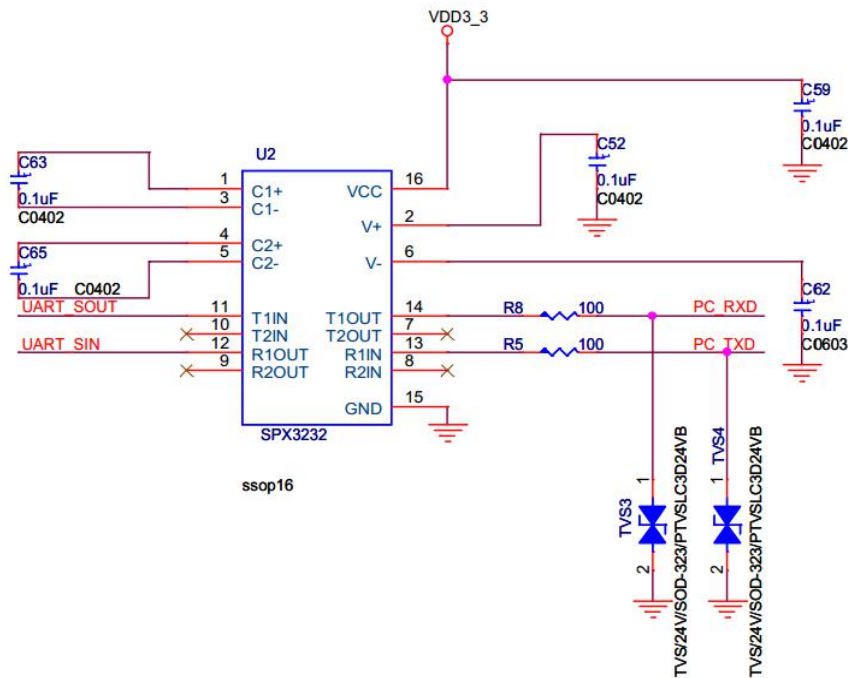 VDD3_3
C59
0.1uF
C0402
C52
0.1uF
C0402
C63
0.1uF
C0402
U2
1 C1+ VCC 16
3 C1-
V+ 2
4 C2+
5 C2- V- 6
C65
0.1uF C0402
C62
0.1uF
C0603
UART_SOUT 11 T1IN T1OUT 14 R8 100 PC_RXD
10 T2IN T2OUT 7
UART_SIN 12 R1OUT R1IN 13 R5 100 PC_TXD
9 R2OUT R2IN 8
GND 15
SPX3232
ssop16
TVS3
1
2
TVS/24V/SOD-323/PTVSLC3D24VB
TVS4
1
2
TVS/24V/SOD-323/PTVSLC3D24VB